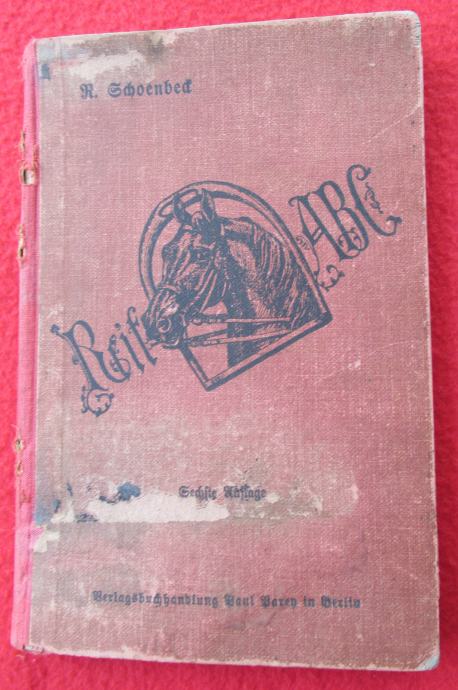 R. Schoenbeck
Reit ABC
Sechste Auflage
Verlagsbuchhandlung Paul Parey in Berlin